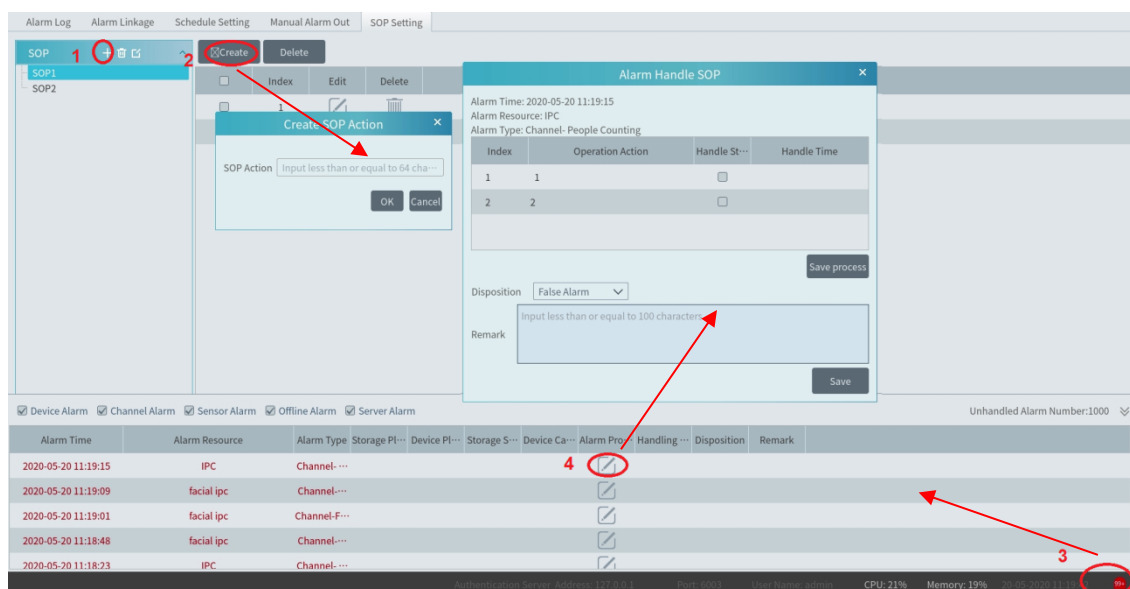 Alarm Log Alarm Linkage Schedule Setting Manual Alarm Out SOP Setting
SOP 1 2 Create Delete
SOP1
SOP2
Index Edit Delete
1
Create SOP Action ×
SOP Action Input less than or equal to 64 cha···
OK Cancel
Alarm Handle SOP ×
Alarm Time: 2020-05-20 11:19:15
Alarm Resource: IPC
Alarm Type: Channel- People Counting
Index Operation Action Handle St··· Handle Time
1 1
2 2
Save process
Disposition False Alarm
Input less than or equal to 100 characters
Remark
Save
Device Alarm Channel Alarm Sensor Alarm Offline Alarm Server Alarm Unhandled Alarm Number:1000
Alarm Time Alarm Resource Alarm Type Storage Pl··· Device Pl··· Storage S··· Device Ca··· Alarm Pro··· Handling ··· Disposition Remark
2020-05-20 11:19:15 IPC Channel- ··· 4
2020-05-20 11:19:09 facial ipc Channel-···
2020-05-20 11:19:01 facial ipc Channel-F···
2020-05-20 11:18:48 facial ipc Channel-···
2020-05-20 11:18:23 IPC Channel- ··· 3
Authentication Server Address: 127.0.0.1 Port: 6003 User Name: admin CPU: 21% Memory: 19% 20-05-2020 99+